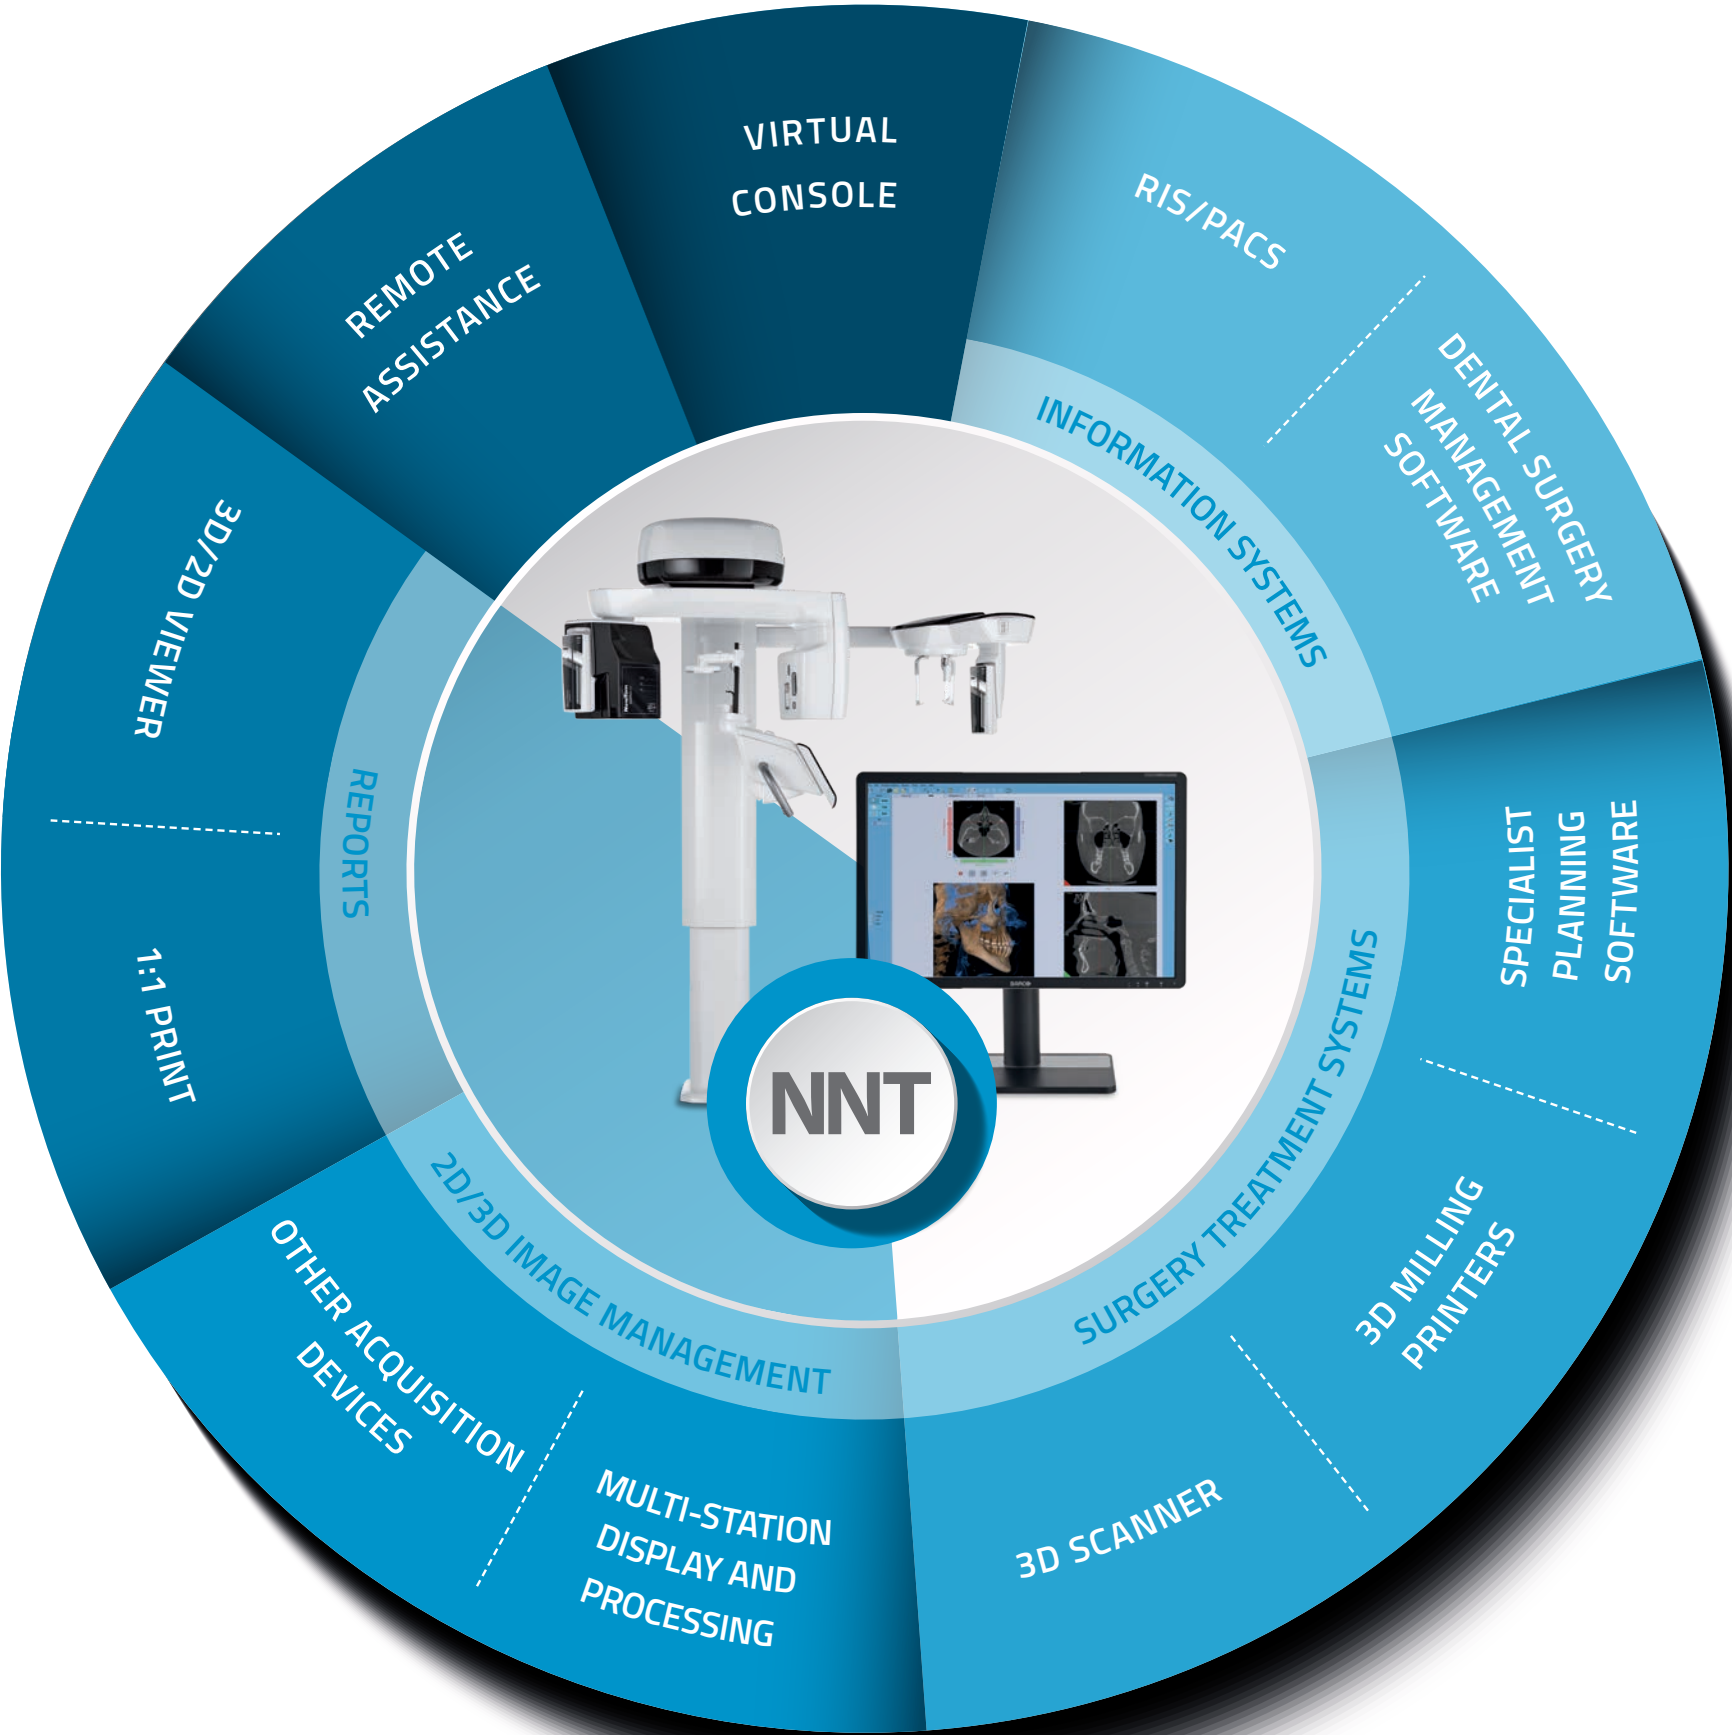 VIRTUAL
CONSOLE
RIS/PACS
DENTAL SURGERY
MANAGEMENT
SOFTWARE
INFORMATION SYSTEMS
SPECIALIST
PLANNING
SOFTWARE
3D MILLING
PRINTERS
3D SCANNER
SURGERY TREATMENT SYSTEMS
MULTI-STATION
DISPLAY AND
PROCESSING
OTHER ACQUISITION
DEVICES
2D/3D IMAGE MANAGEMENT
1:1 PRINT
3D/2D VIEWER
REPORTS
REMOTE
ASSISTANCE
BARCO
NNT